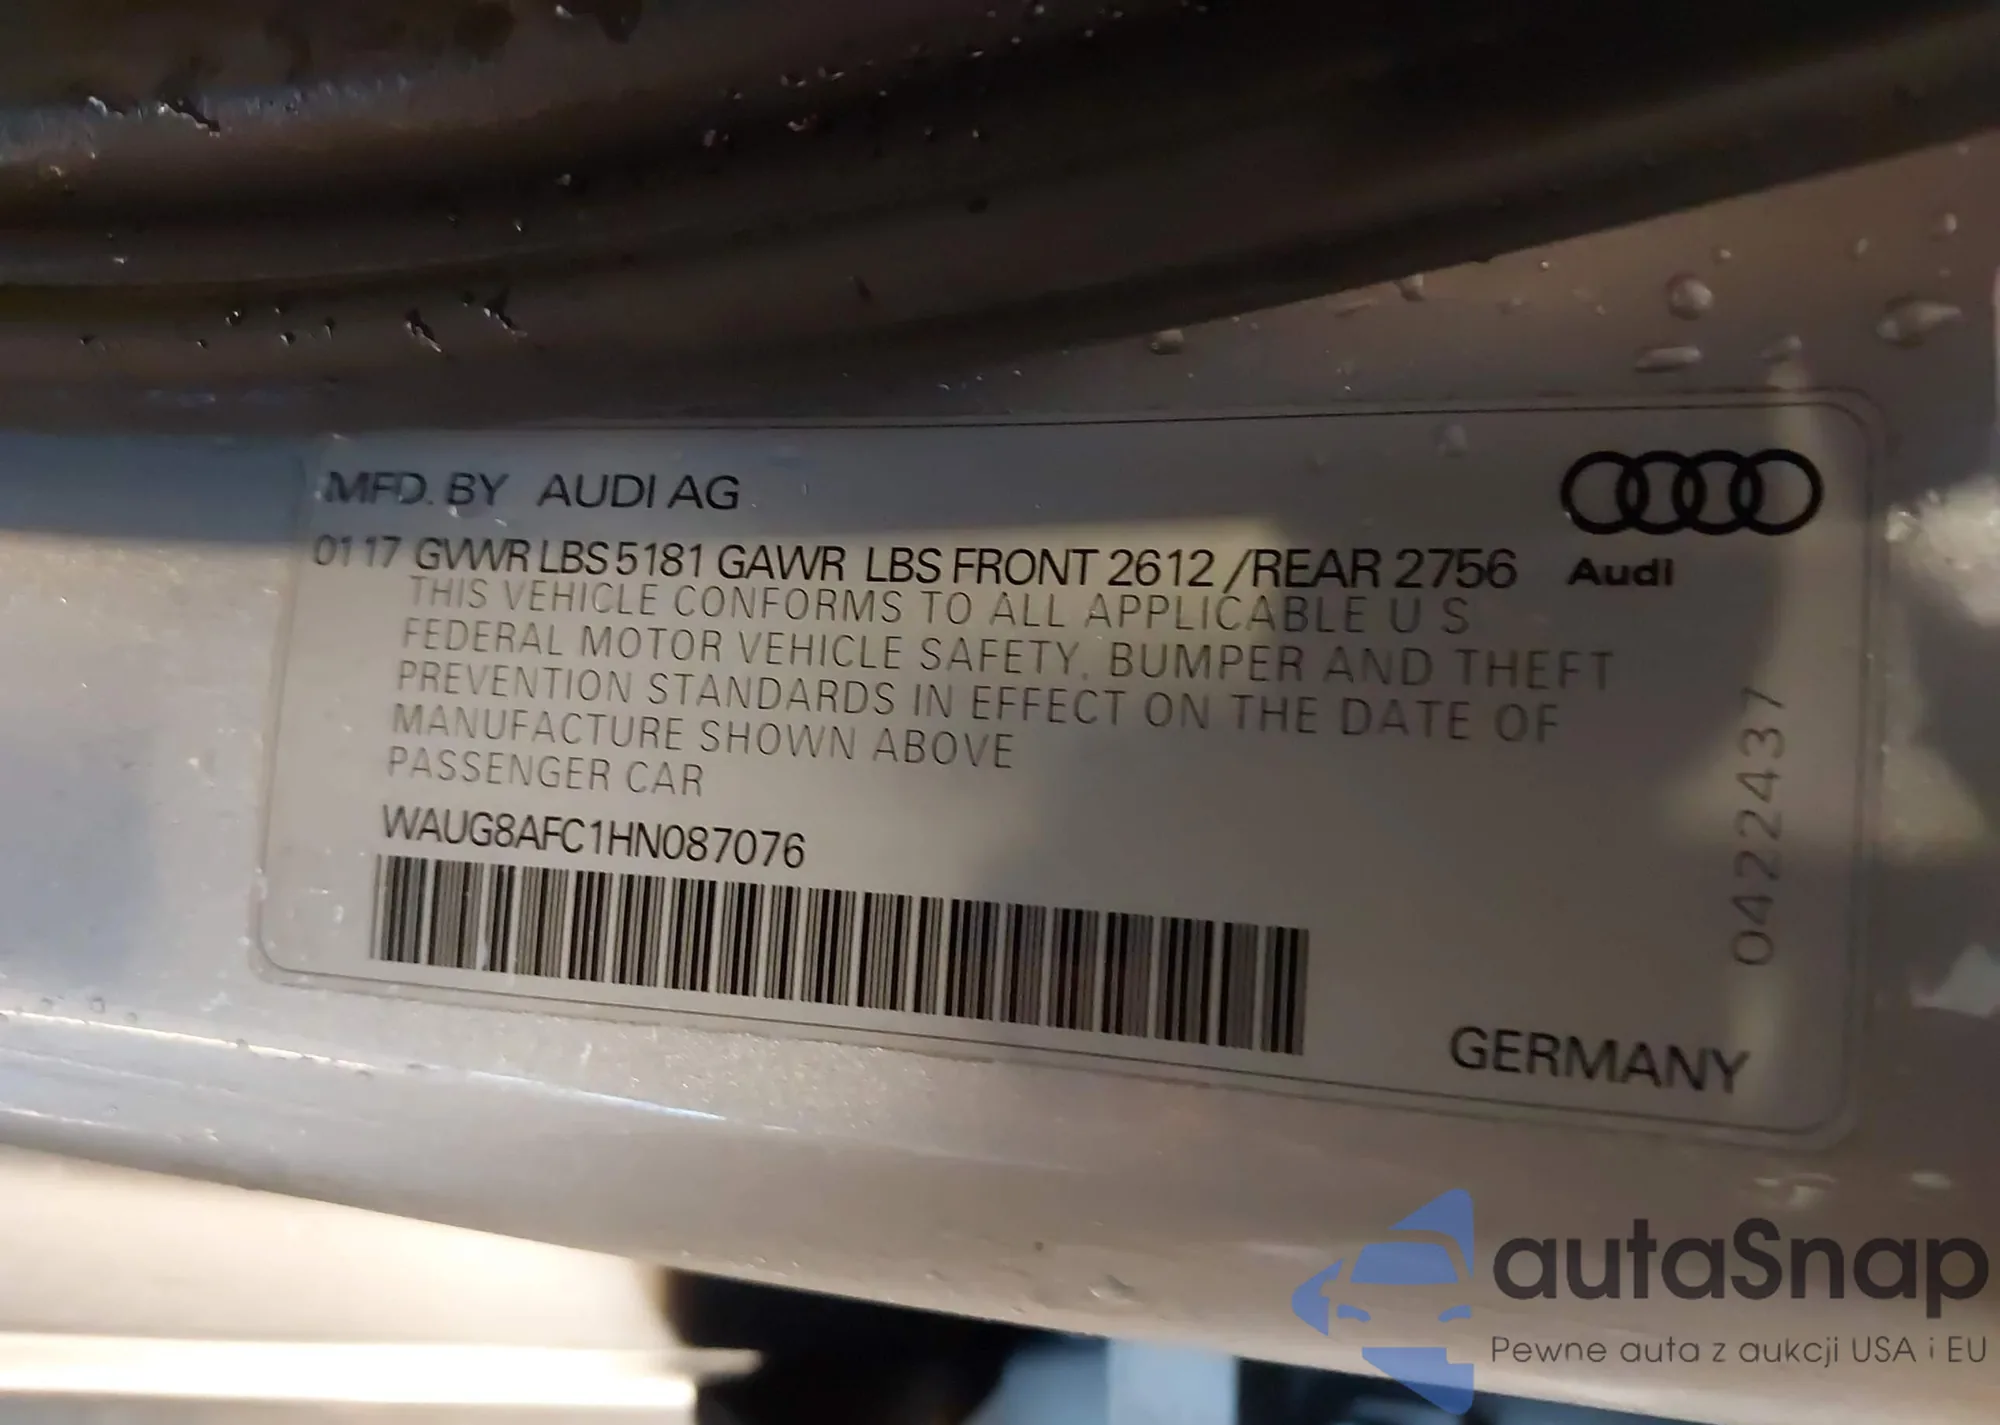 MFD. BY AUDI AG
01 17 GVWR LBS 5181 GAWR LBS FRONT 2612 /REAR 2756
Audi
THIS VEHICLE CONFORMS TO ALL APPLICABLE U S
FEDERAL MOTOR VEHICLE SAFETY, BUMPER AND THEFT
PREVENTION STANDARDS IN EFFECT ON THE DATE OF
MANUFACTURE SHOWN ABOVE
PASSENGER CAR
WAUG8AFC1HN087076
0422437
GERMANY
autaSnap
Pewne auta z aukcji USA i EU